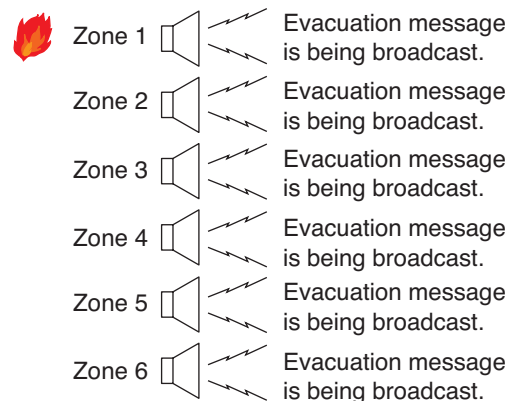 Zone 1
Evacuation message
is being broadcast.
Zone 2
Evacuation message
is being broadcast.
Zone 3
Evacuation message
is being broadcast.
Zone 4
Evacuation message
is being broadcast.
Zone 5
Evacuation message
is being broadcast.
Zone 6
Evacuation message
is being broadcast.